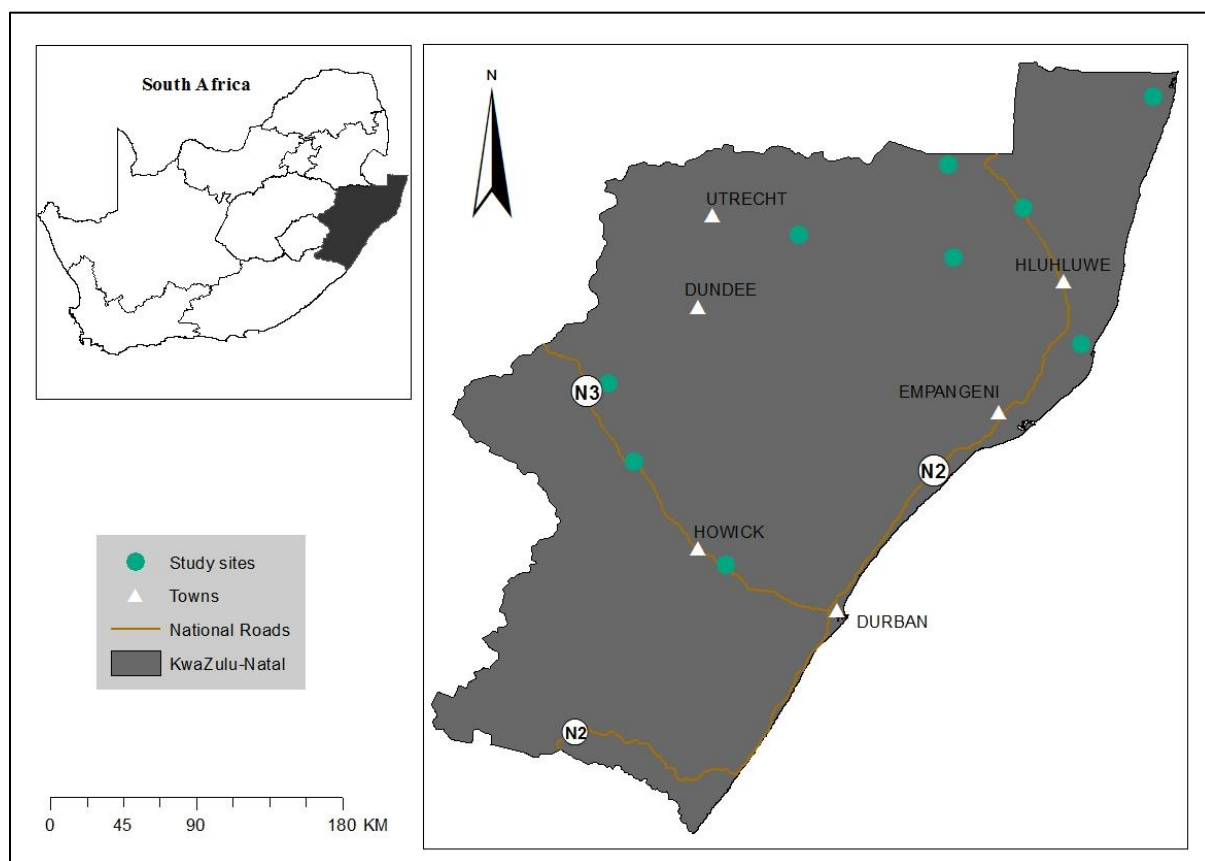 South Africa
N
UTRECHT
HLUHLUWE
DUNDEE
N3
EMPANGENI
N2
HOWICK
DURBAN
N2
Study sites
Towns
National Roads
KwaZulu-Natal
0 45 90 180 KM